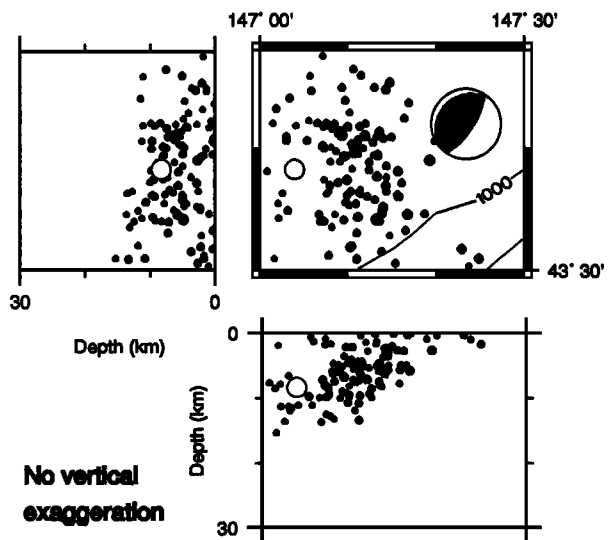 147° 00'
147° 30'
1000
43° 30'
30
0
Depth (km)
0
Depth (km)
30
No vertical
exaggeration